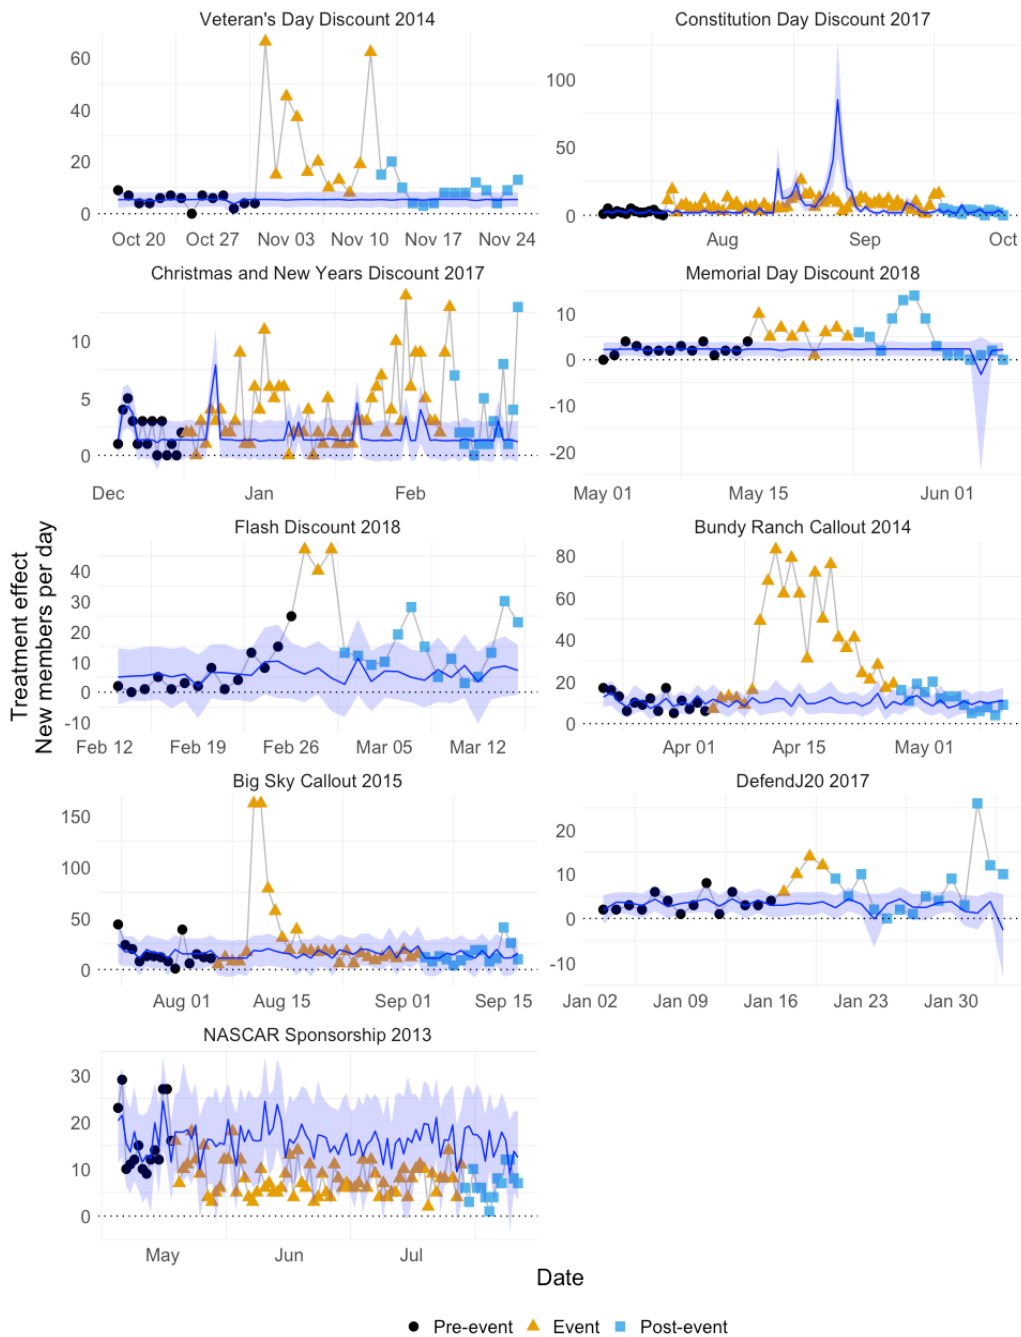 Veteran's Day Discount 2014
60
40
20
0
Oct 20 Oct 27 Nov 03 Nov 10 Nov 17 Nov 24
Constitution Day Discount 2017
100
50
0
Aug Sep Oct
Christmas and New Years Discount 2017
10
5
0
Dec Jan Feb
Memorial Day Discount 2018
10
0
-10
-20
May 01 May 15 Jun 01
Treatment effect
New members per day
Flash Discount 2018
40
30
20
10
0
-10
Feb 12 Feb 19 Feb 26 Mar 05 Mar 12
Bundy Ranch Callout 2014
80
60
40
20
0
Apr 01 Apr 15 May 01
Big Sky Callout 2015
150
100
50
0
Aug 01 Aug 15 Sep 01 Sep 15
DefendJ20 2017
20
10
0
-10
Jan 02 Jan 09 Jan 16 Jan 23 Jan 30
NASCAR Sponsorship 2013
30
20
10
0
May Jun Jul
Date
Pre-event Event Post-event